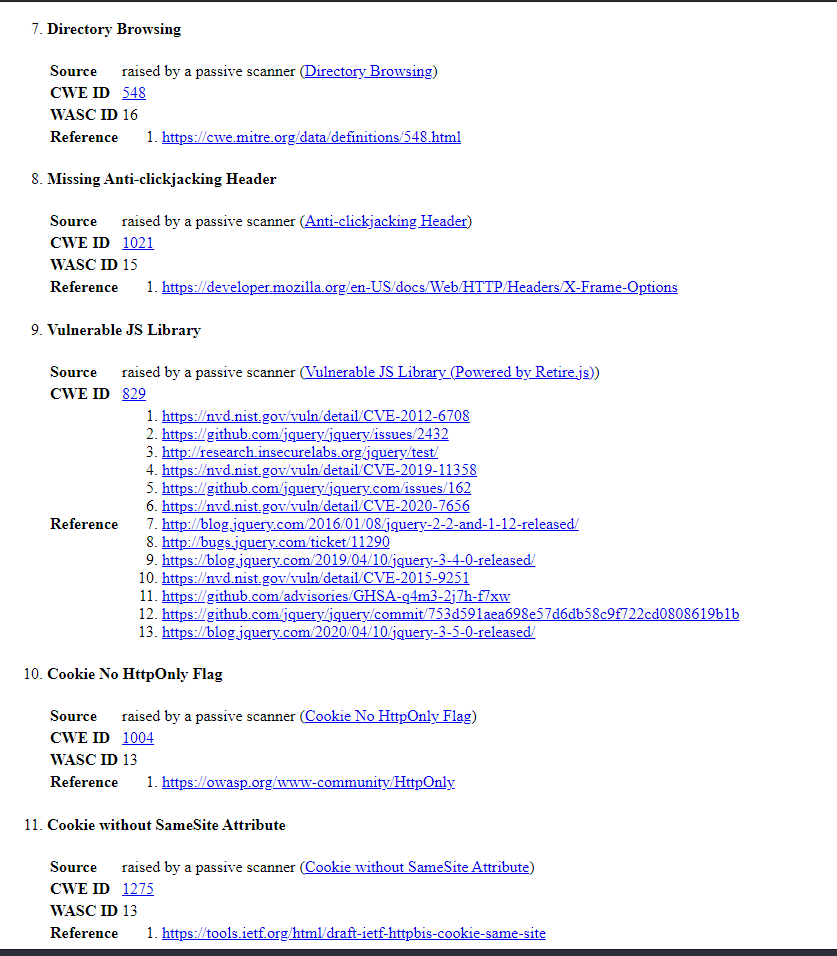 7. Directory Browsing
Source raised by a passive scanner (Directory Browsing)
CWE ID 548
WASC ID 16
Reference 1. https://cwe.mitre.org/data/definitions/548.html
8. Missing Anti-clickjacking Header
Source raised by a passive scanner (Anti-clickjacking Header)
CWE ID 1021
WASC ID 15
Reference 1. https://developer.mozilla.org/en-US/docs/Web/HTTP/Headers/X-Frame-Options
9. Vulnerable JS Library
Source raised by a passive scanner (Vulnerable JS Library (Powered by Retire.js))
CWE ID 829
1. https://nvd.nist.gov/vuln/detail/CVE-2012-6708
2. https://github.com/jquery/jquery/issues/2432
3. http://research.insecurelabs.org/jquery/test/
4. https://nvd.nist.gov/vuln/detail/CVE-2019-11358
5. https://github.com/jquery/jquery.com/issues/162
6. https://nvd.nist.gov/vuln/detail/CVE-2020-7656
Reference 7. http://blog.jquery.com/2016/01/08/jquery-2-2-and-1-12-released/
8. http://bugs.jquery.com/ticket/11290
9. https://blog.jquery.com/2019/04/10/jquery-3-4-0-released/
10. https://nvd.nist.gov/vuln/detail/CVE-2015-9251
11. https://github.com/advisories/GHSA-q4m3-2j7h-f7xw
12. https://github.com/jquery/jquery/commit/753d591aea698e57d6db58c9f722cd0808619b1b
13. https://blog.jquery.com/2020/04/10/jquery-3-5-0-released/
10. Cookie No HttpOnly Flag
Source raised by a passive scanner (Cookie No HttpOnly Flag)
CWE ID 1004
WASC ID 13
Reference 1. https://owasp.org/www-community/HttpOnly
11. Cookie without SameSite Attribute
Source raised by a passive scanner (Cookie without SameSite Attribute)
CWE ID 1275
WASC ID 13
Reference 1. https://tools.ietf.org/html/draft-ietf-httpbis-cookie-same-site